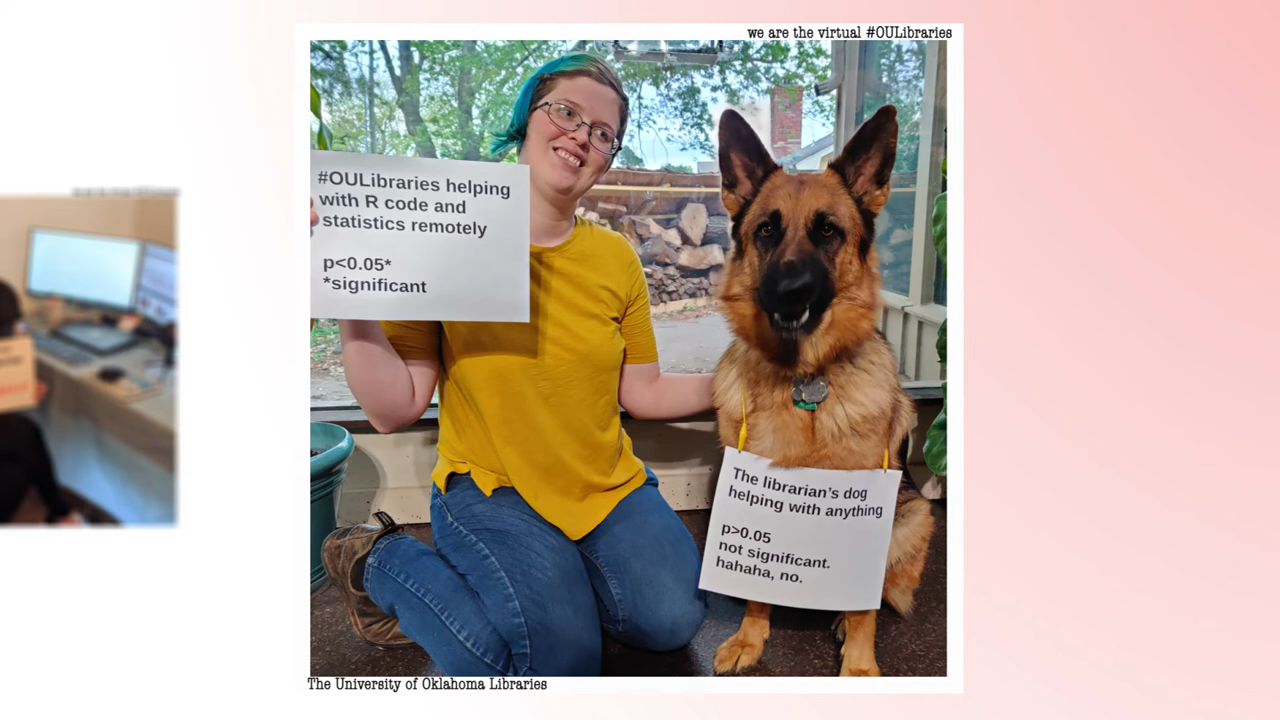 we are the virtual #OULibraries
#OULibraries helping
with R code and
statistics remotely
p<0.05*
*significant
The librarian's dog
helping with anything
p>0.05
not significant.
hahaha, no.
The University of Oklahoma Libraries